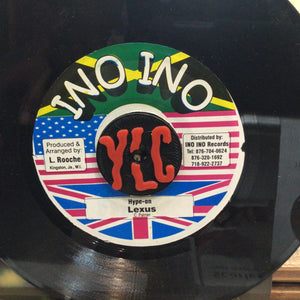 INO INO
Produced &
Arranged by:
L. Rooche
Kingston, Ja., W.I.
Distributed by:
INO INO Records
Tel: 876-784-0624
876-320-1692
718-922-2737
YLC
Hype-on
Lexus